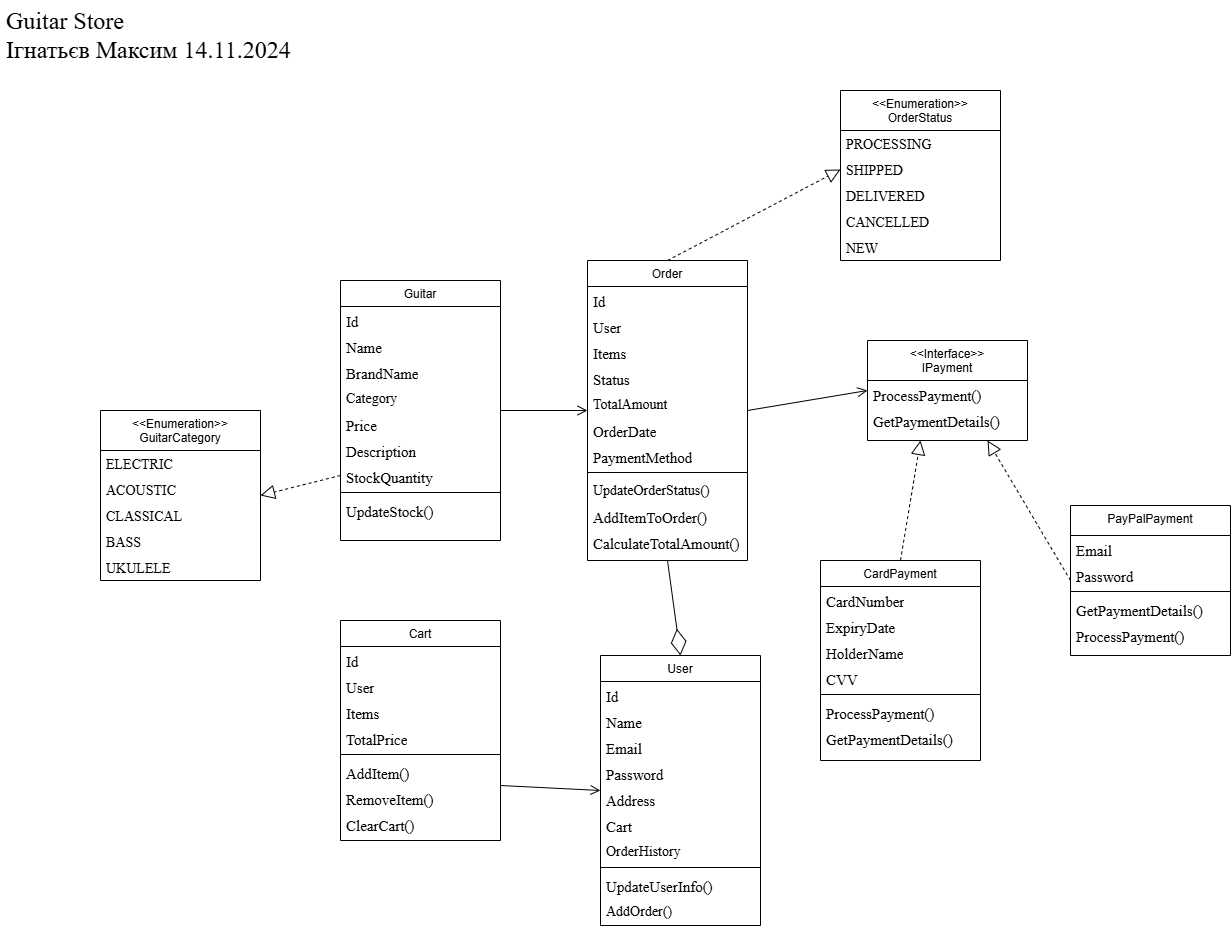 Guitar Store
Ігнатьєв Максим 14.11.2024
<<Enumeration>>
OrderStatus
PROCESSING
SHIPPED
DELIVERED
CANCELLED
NEW
Order
Id
User
Items
Status
TotalAmount
OrderDate
PaymentMethod
UpdateOrderStatus()
AddItemToOrder()
CalculateTotalAmount()
Guitar
Id
Name
BrandName
Category
Price
Description
StockQuantity
UpdateStock()
<<Interface>>
IPayment
ProcessPayment()
GetPaymentDetails()
<<Enumeration>>
GuitarCategory
ELECTRIC
ACOUSTIC
CLASSICAL
BASS
UKULELE
PayPalPayment
Email
Password
GetPaymentDetails()
ProcessPayment()
CardPayment
CardNumber
ExpiryDate
HolderName
CVV
ProcessPayment()
GetPaymentDetails()
Cart
Id
User
Items
TotalPrice
AddItem()
RemoveItem()
ClearCart()
User
Id
Name
Email
Password
Address
Cart
OrderHistory
UpdateUserInfo()
AddOrder()